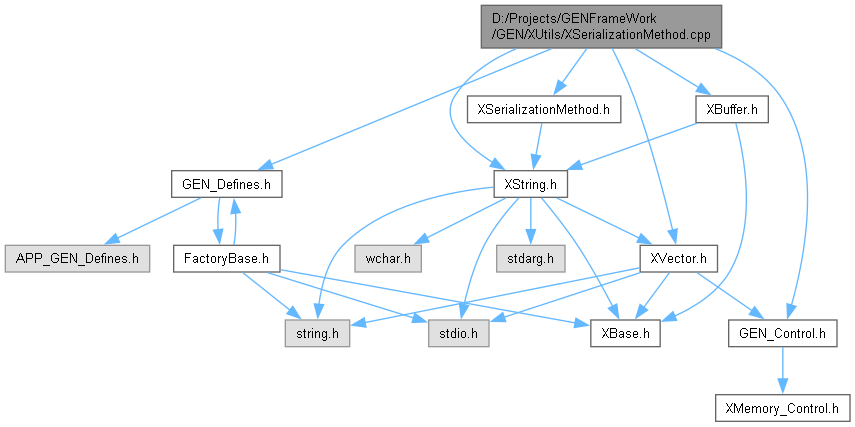 D:/Projects/GENFrameWork
/GEN/XUtils/XSerializationMethod.cpp
XSerializationMethod.h
XBuffer.h
GEN_Defines.h
XString.h
APP_GEN_Defines.h
FactoryBase.h
wchar.h
stdarg.h
XVector.h
string.h
stdio.h
XBase.h
GEN_Control.h
XMemory_Control.h